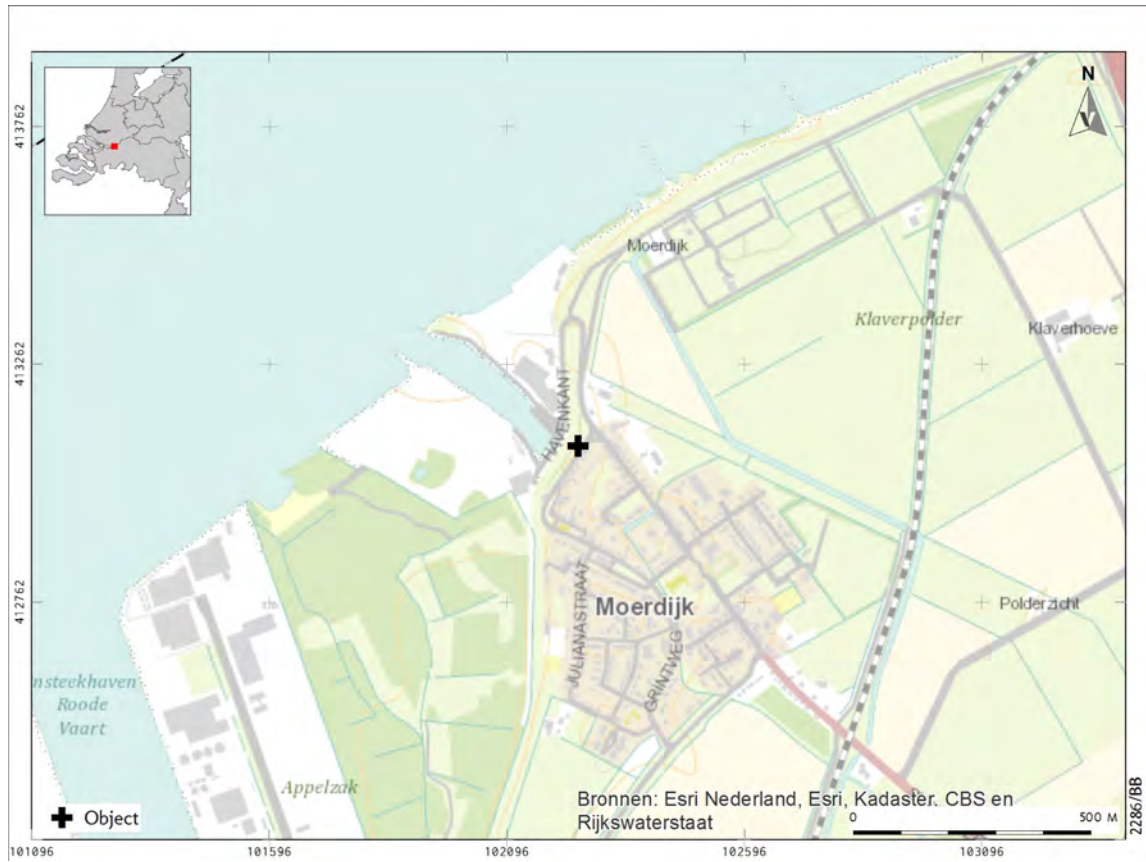 N
413762
Moerdijk
Klaverpolder
Klaverhoeve
413262
HAVENKANT
412762
JULIANASTRAAT
Moerdijk
GRINTWEG
Polderzicht
nsteekhaven
Roode
Vaart
Appelzak
Object
Bronnen: Esri Nederland, Esri, Kadaster. CBS en
Rijkswaterstaat
0 500 M
2286/BB
101096 101596 102096 102596 103096